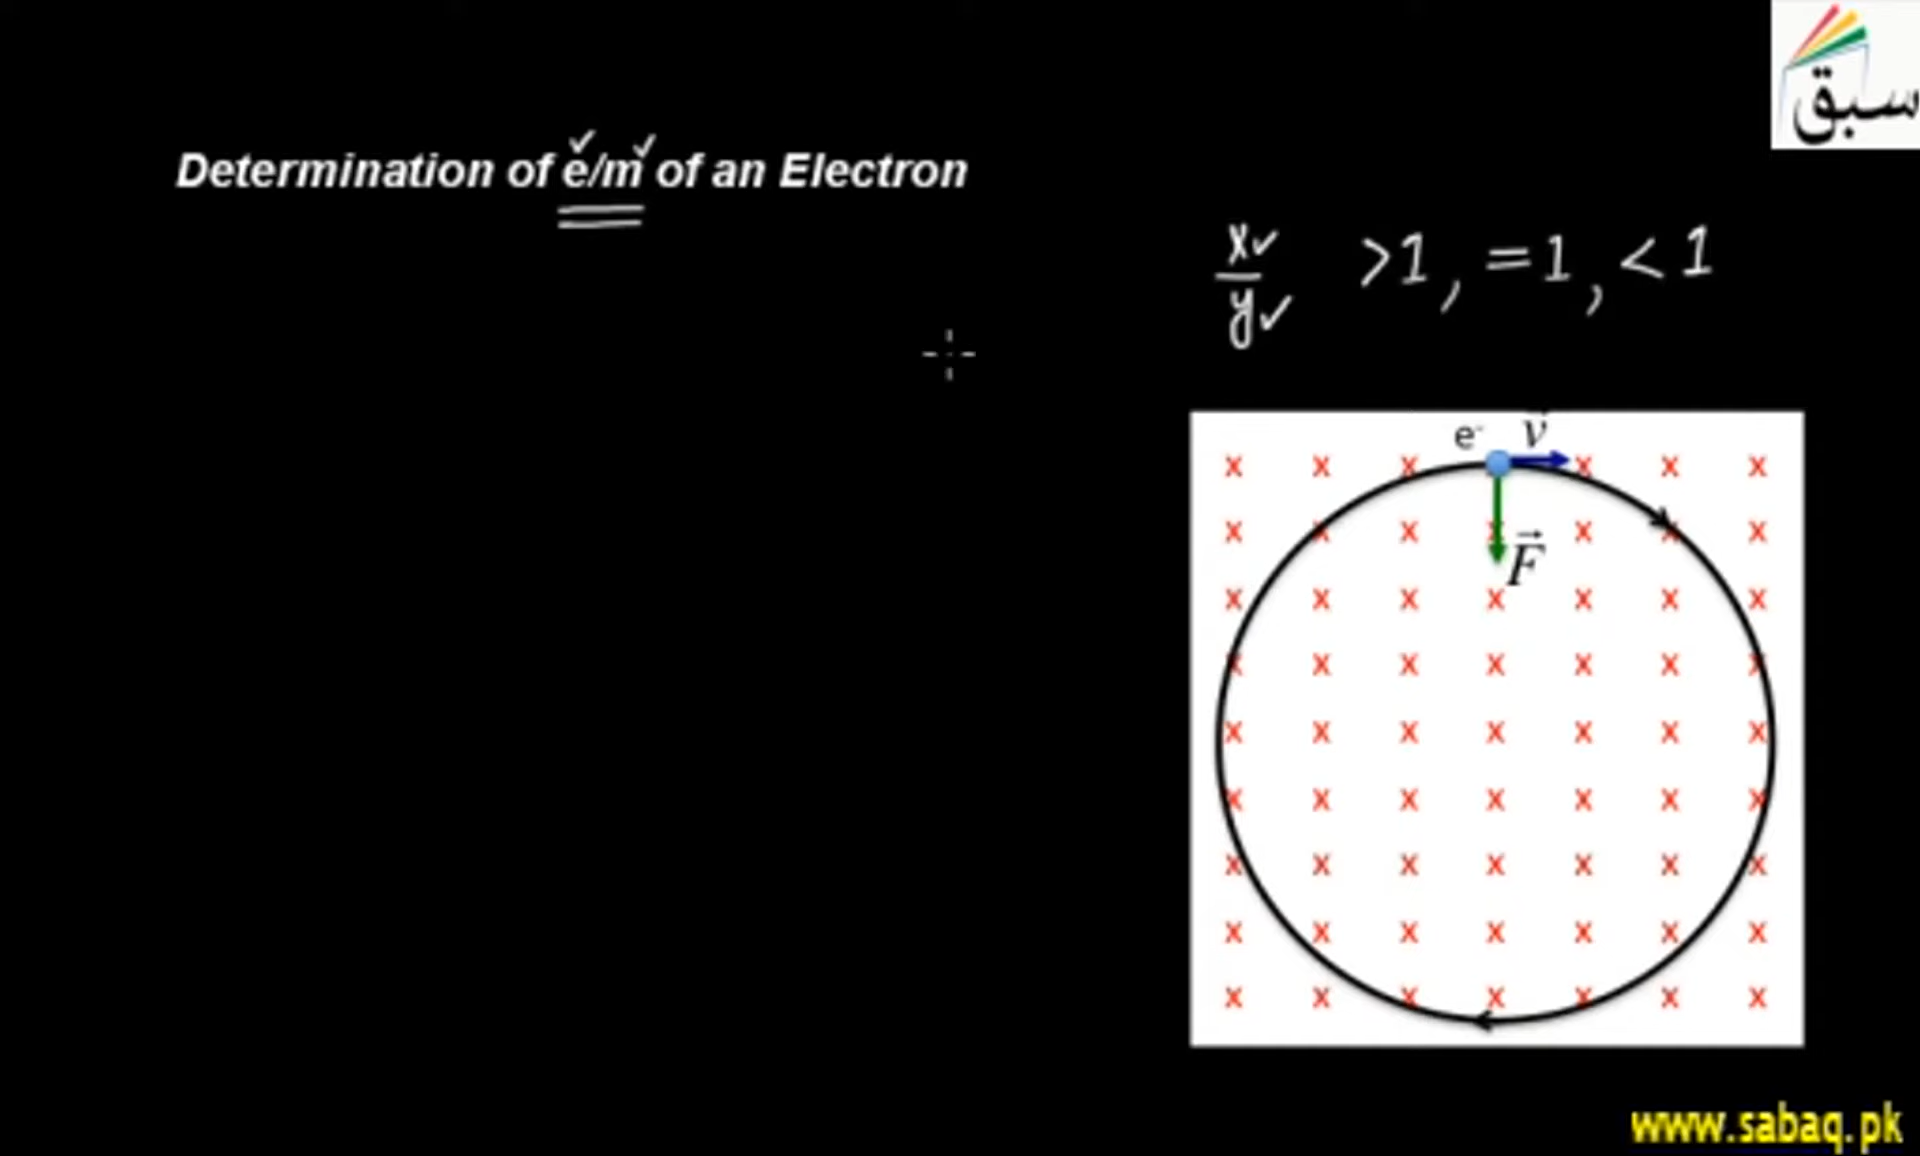 سبق
Determination of e/m of an Electron
x✓/y✓ >1, =1, <1
e⁻ v⃗
x x x x x x
x x x x x x x
F⃗
x x x x x x x
x x x x x x x
x x x x x x x
x x x x x x x
x x x x x x x
x x x x x x x
x x x x x x x
www.sabaq.pk